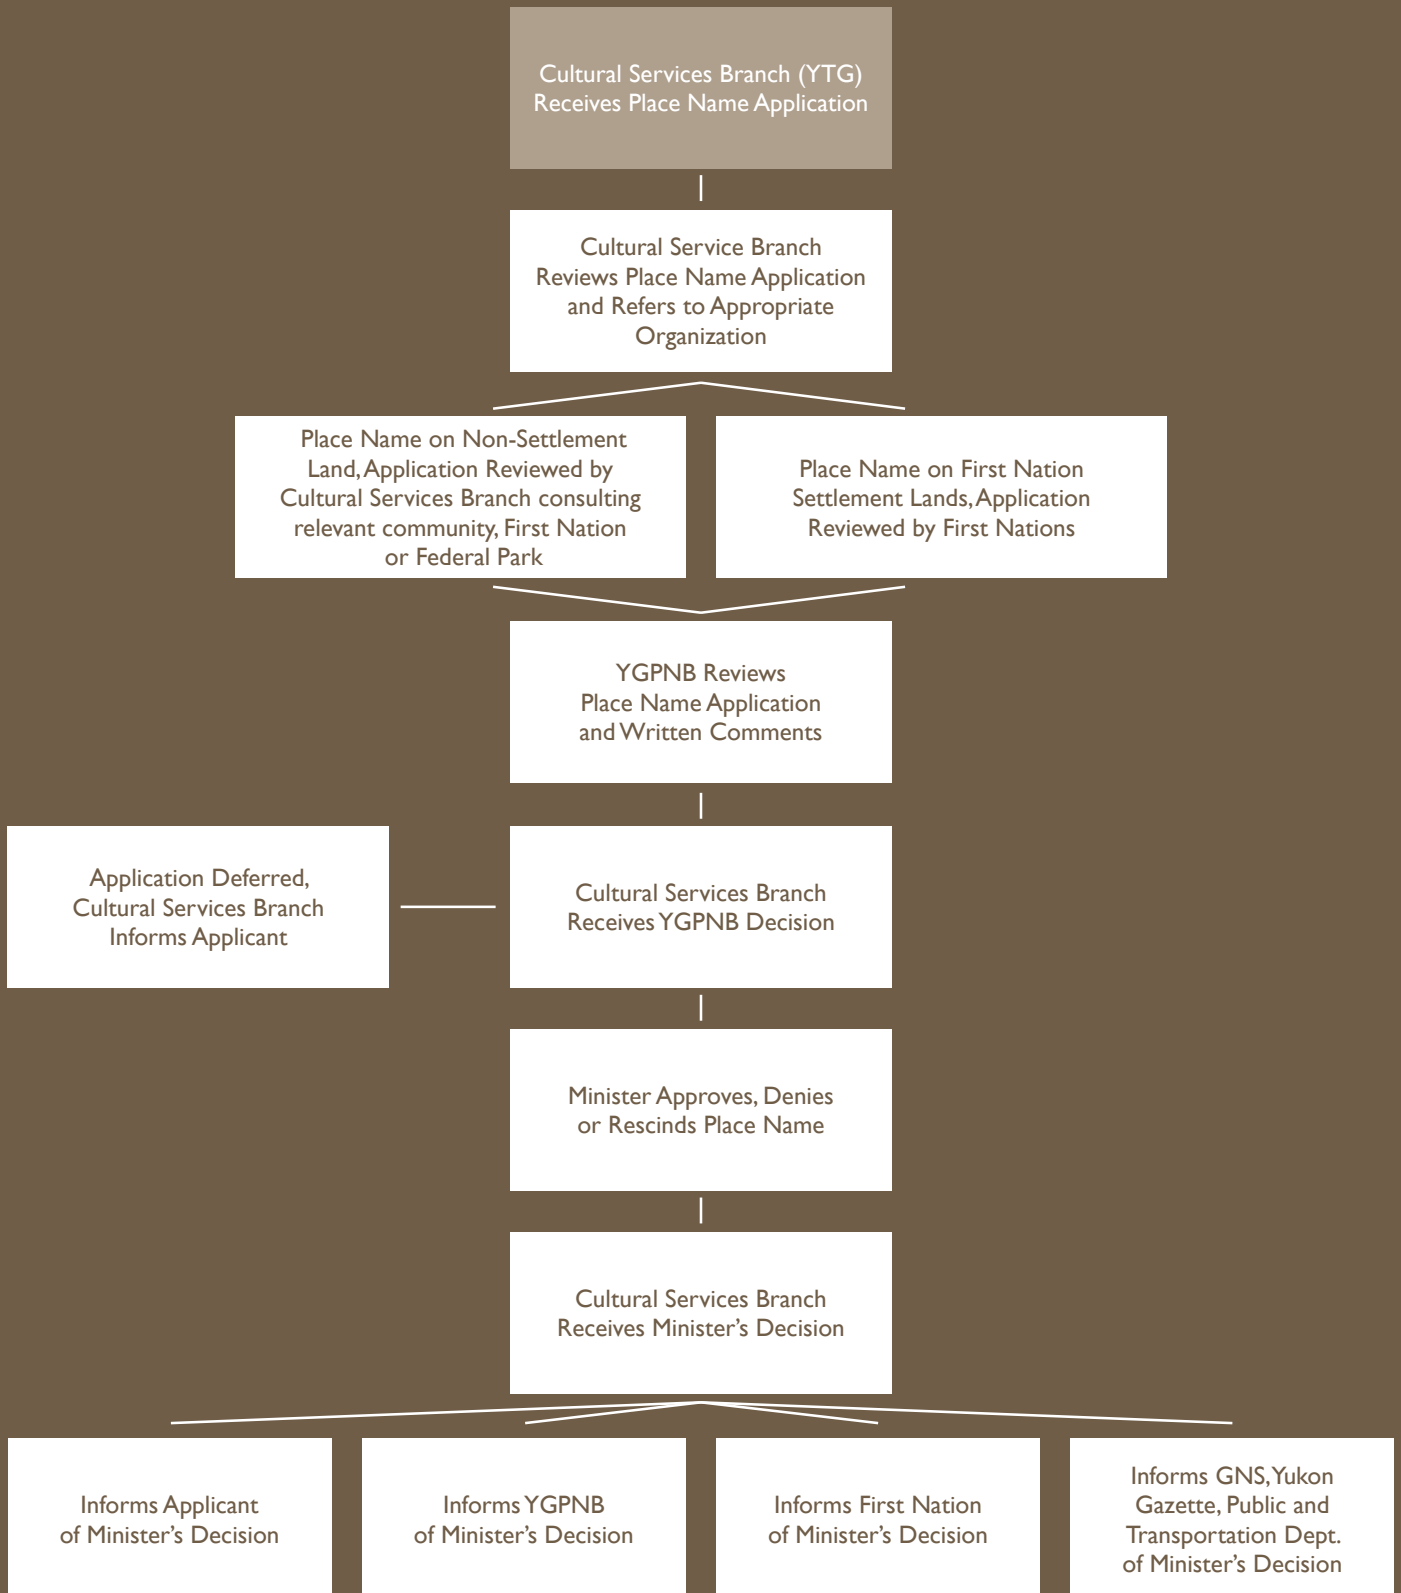 Cultural Services Branch (YTG)
Receives Place Name Application
Cultural Service Branch
Reviews Place Name Application
and Refers to Appropriate
Organization
Place Name on Non-Settlement
Land, Application Reviewed by
Cultural Services Branch consulting
relevant community, First Nation
or Federal Park
Place Name on First Nation
Settlement Lands, Application
Reviewed by First Nations
YGPNB Reviews
Place Name Application
and Written Comments
Application Deferred,
Cultural Services Branch
Informs Applicant
Cultural Services Branch
Receives YGPNB Decision
Minister Approves, Denies
or Rescinds Place Name
Cultural Services Branch
Receives Minister’s Decision
Informs Applicant
of Minister’s Decision
Informs YGPNB
of Minister’s Decision
Informs First Nation
of Minister’s Decision
Informs GNS, Yukon
Gazette, Public and
Transportation Dept.
of Minister’s Decision